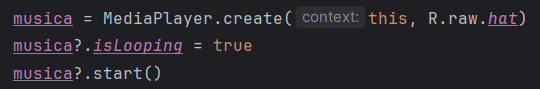 musica = MediaPlayer.create( context: this, R.raw.hat)
musica?.isLooping = true
musica?.start()